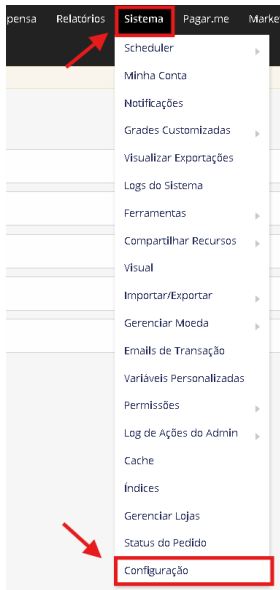 pensa Relatórios Sistema Pagar.me Marke
Scheduler
Minha Conta
Notificações
Grades Customizadas
Visualizar Exportações
Logs do Sistema
Ferramentas
Compartilhar Recursos
Visual
Importar/Exportar
Gerenciar Moeda
Emails de Transação
Variáveis Personalizadas
Permissões
Log de Ações do Admin
Cache
Índices
Gerenciar Lojas
Status do Pedido
Configuração